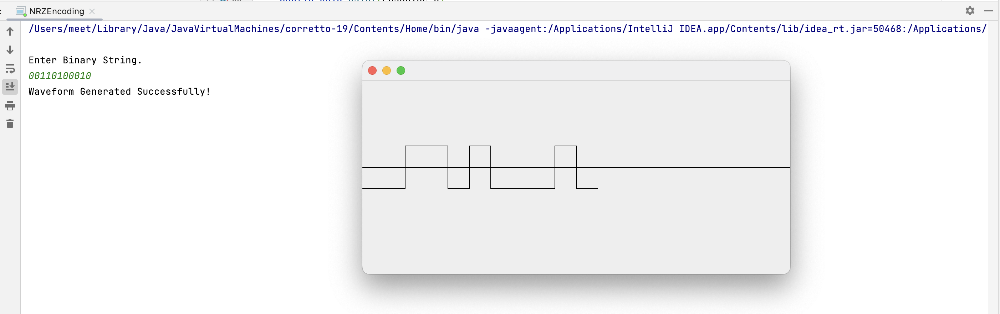 NRZEncoding
/Users/meet/Library/Java/JavaVirtualMachines/corretto-19/Contents/Home/bin/java -javaagent:/Applications/IntelliJ IDEA.app/Contents/lib/idea_rt.jar=50468:/Applications/
Enter Binary String.
00110100010
Waveform Generated Successfully!